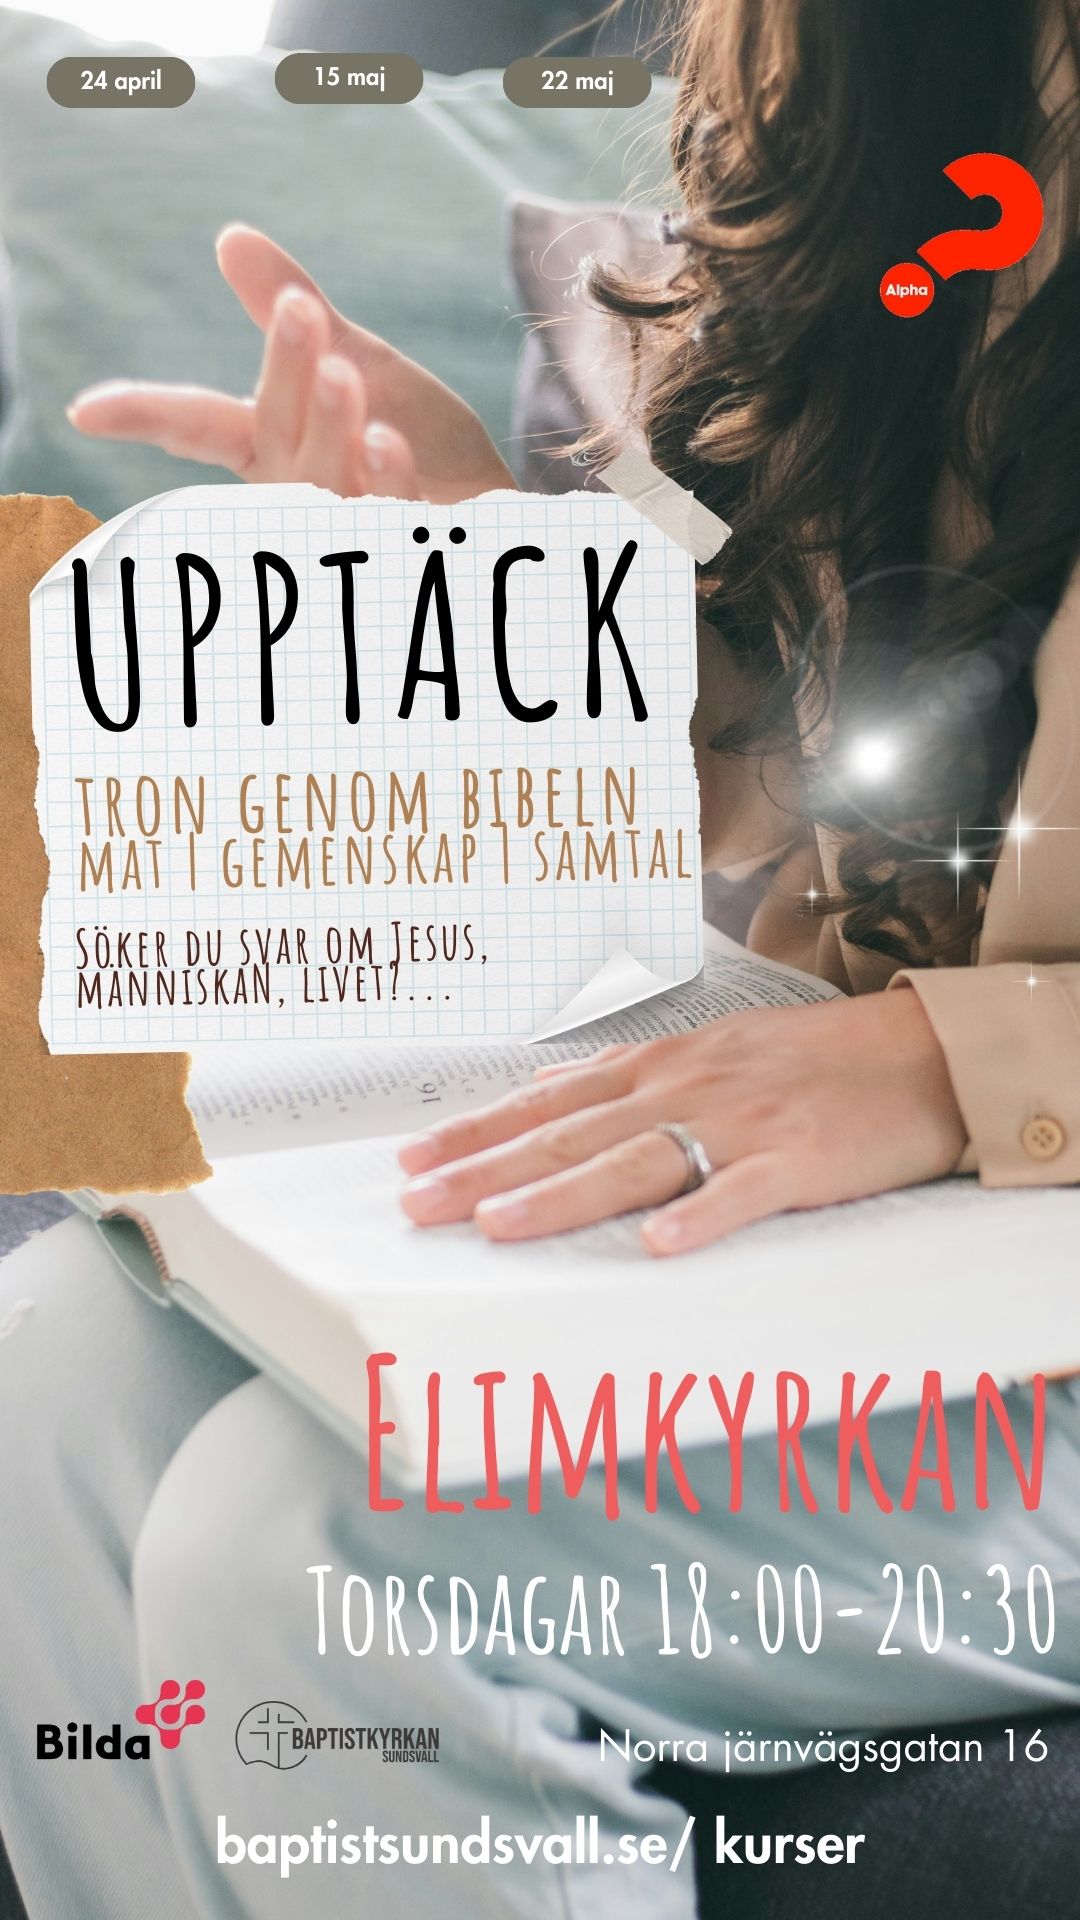 24 april
15 maj
22 maj
Alpha
UPPTÄCK
TRON GENOM BIBELN
MAT | GEMENSKAP | SAMTAL
SÖKER DU SVAR OM JESUS,
MÄNNISKAN, LIVET?...
16
ELIMKYRKAN
TORSDAGAR 18:00-20:30
Bilda
BAPTISTKYRKAN
SUNDSVALL
Norra järnvägsgatan 16
baptistsundsvall.se/ kurser